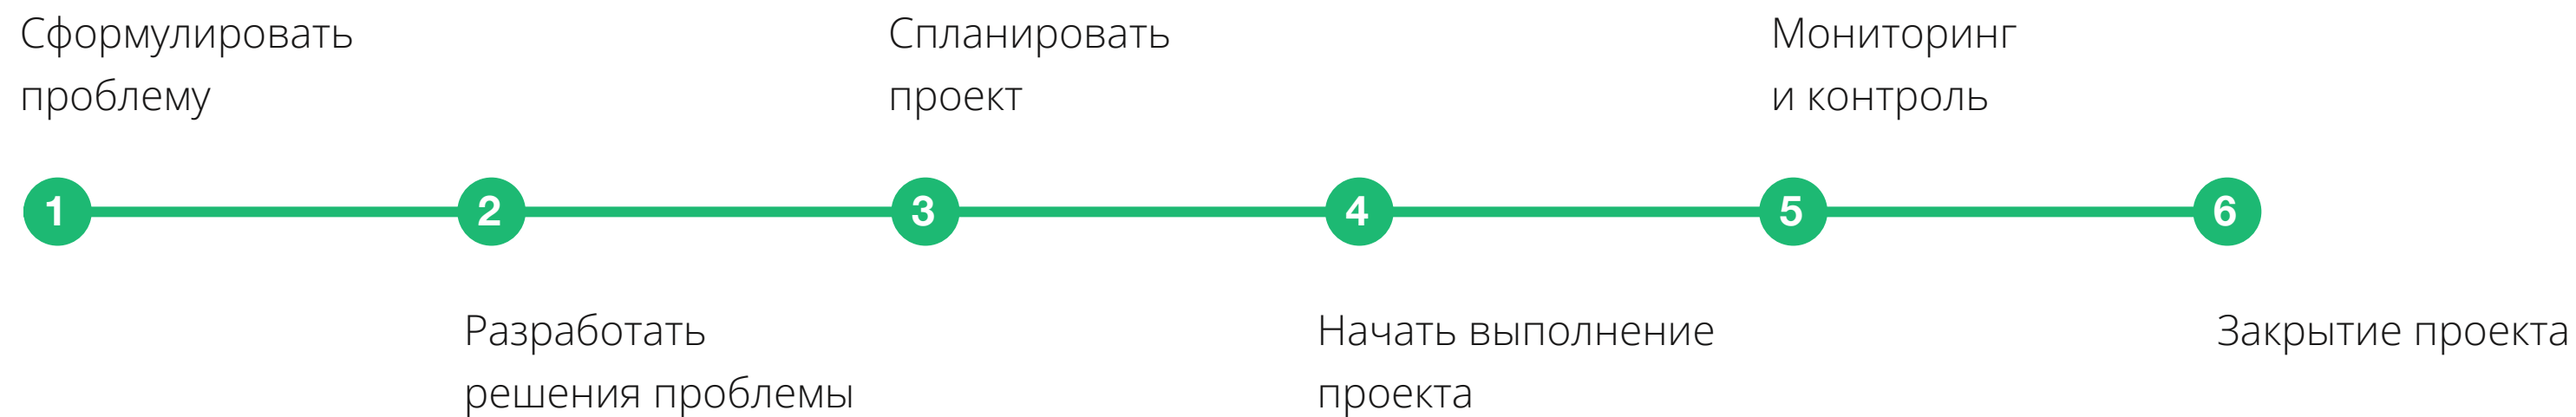 Сформулировать
проблему
Спланировать
проект
Мониторинг
и контроль
1
2
3
4
5
6
Разработать
решения проблемы
Начать выполнение
проекта
Закрытие проекта